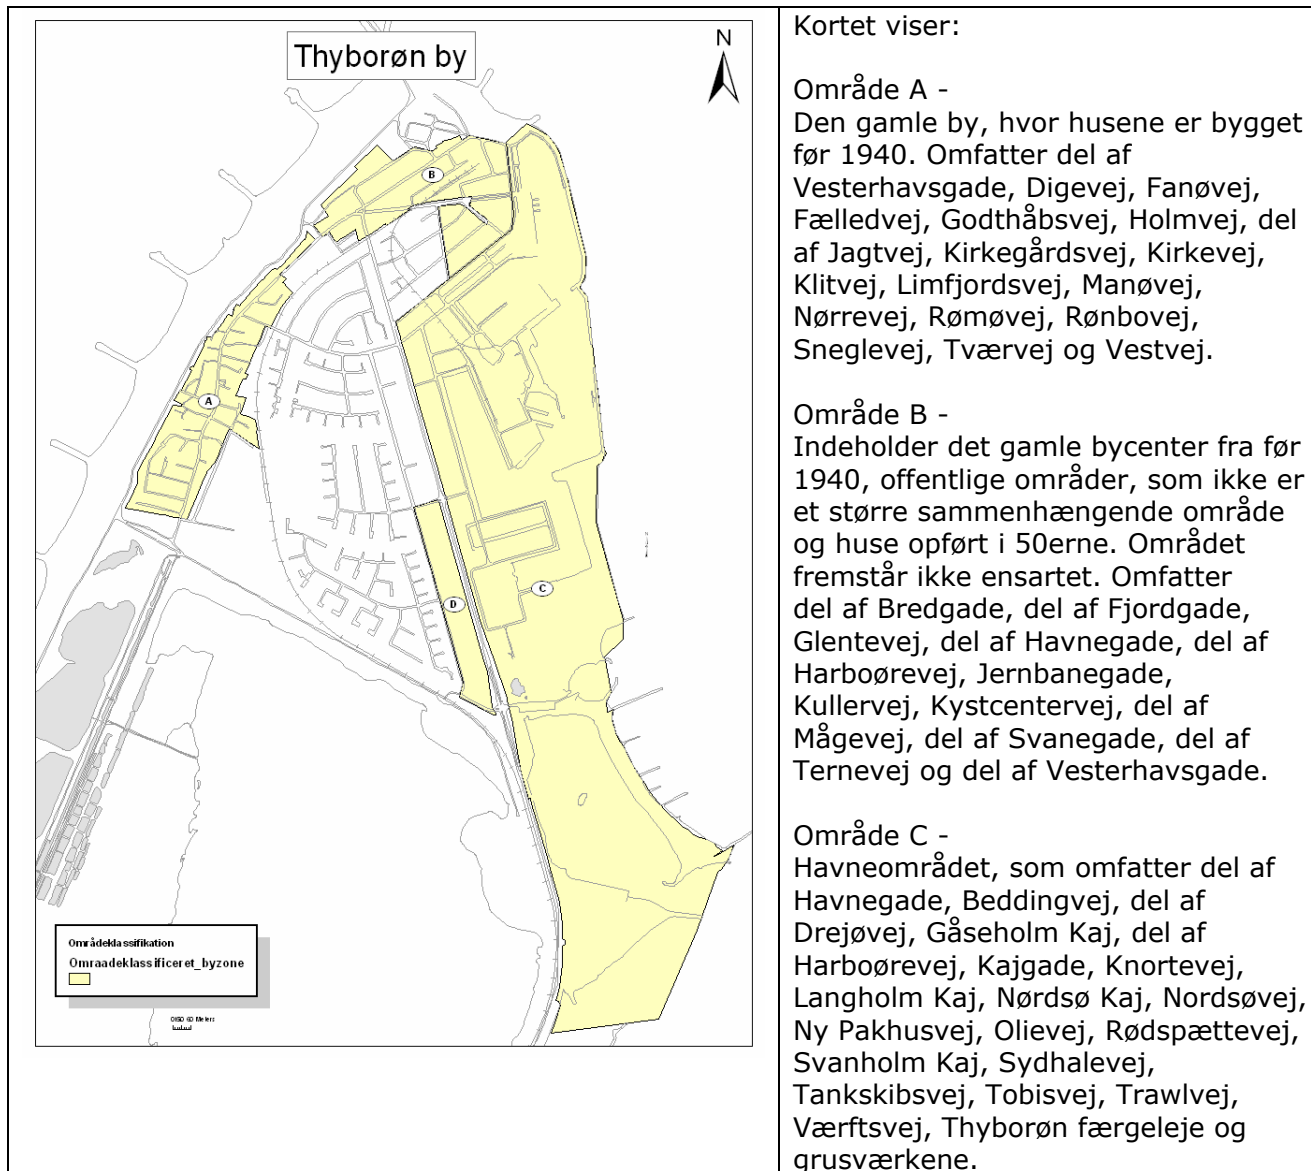 Thyborøn by
N
B
A
D
C
Områdeklassifikation
Omraadeklassificeret_byzone
Meters
Kortet viser:
Område A -
Den gamle by, hvor husene er bygget
før 1940. Omfatter del af
Vesterhavsgade, Digevej, Fanøvej,
Fælledvej, Godthåbsvej, Holmvej, del
af Jagtvej, Kirkegårdsvej, Kirkevej,
Klitvej, Limfjordsvej, Manøvej,
Nørrevej, Rømøvej, Rønbovej,
Sneglevej, Tværvej og Vestvej.
Område B -
Indeholder det gamle bycenter fra før
1940, offentlige områder, som ikke er
et større sammenhængende område
og huse opført i 50erne. Området
fremstår ikke ensartet. Omfatter
del af Bredgade, del af Fjordgade,
Glentevej, del af Havnegade, del af
Harboørevej, Jernbanegade,
Kullervej, Kystcentervej, del af
Mågevej, del af Svanegade, del af
Ternevej og del af Vesterhavsgade.
Område C -
Havneområdet, som omfatter del af
Havnegade, Beddingvej, del af
Drejøvej, Gåseholm Kaj, del af
Harboørevej, Kajgade, Knortevej,
Langholm Kaj, Nørdsø Kaj, Nordsøvej,
Ny Pakhusvej, Olievej, Rødspættevej,
Svanholm Kaj, Sydhalevej,
Tankskibsvej, Tobisvej, Trawlvej,
Værftsvej, Thyborøn færgeleje og
grusværkene.